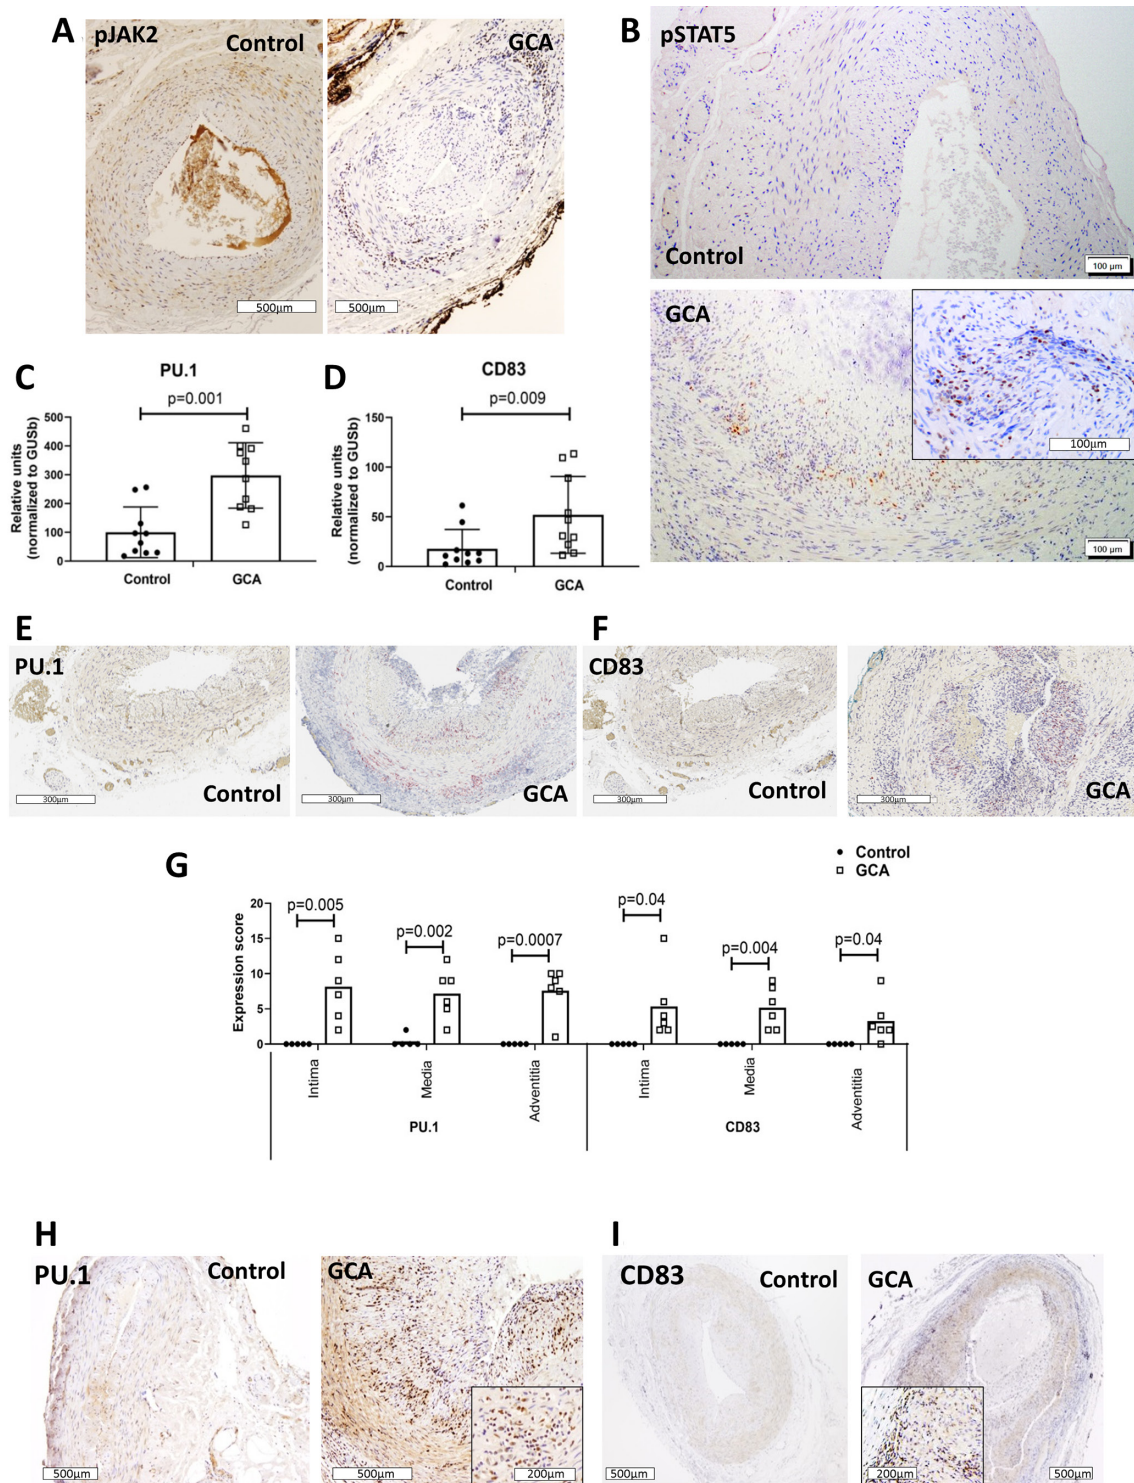 A
pJAK2
Control
500µm
GCA
500µm
B
pSTAT5
Control
100 µm
GCA
100µm
100 µm
C
PU.1
p=0.001
Relative units
(normalized to GUSb)
500
400
300
200
100
0
Control
GCA
D
CD83
p=0.009
Relative units
(normalized to GUSb)
150
100
50
0
Control
GCA
E
PU.1
300µm
Control
300µm
GCA
F
CD83
300µm
Control
300µm
GCA
G
Control
GCA
Expression score
20
15
10
5
0
p=0.005
p=0.002
p=0.0007
p=0.04
p=0.004
p=0.04
Intima
Media
Adventitia
Intima
Media
Adventitia
PU.1
CD83
H
PU.1
Control
500µm
GCA
500µm
200µm
I
CD83
Control
500µm
GCA
200µm
500µm